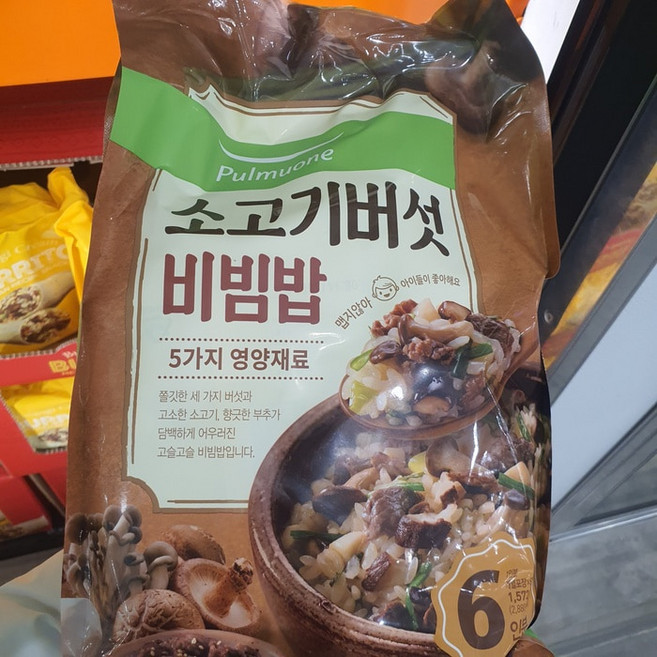 Pulmuone
소고기버섯
비빔밥
맵지않아
아이들이 좋아해요
5가지 영양재료
쫄깃한 세 가지 버섯과
고소한 소고기, 향긋한 부추가
담백하게 어우러진
고슬고슬 비빔밥입니다.
6